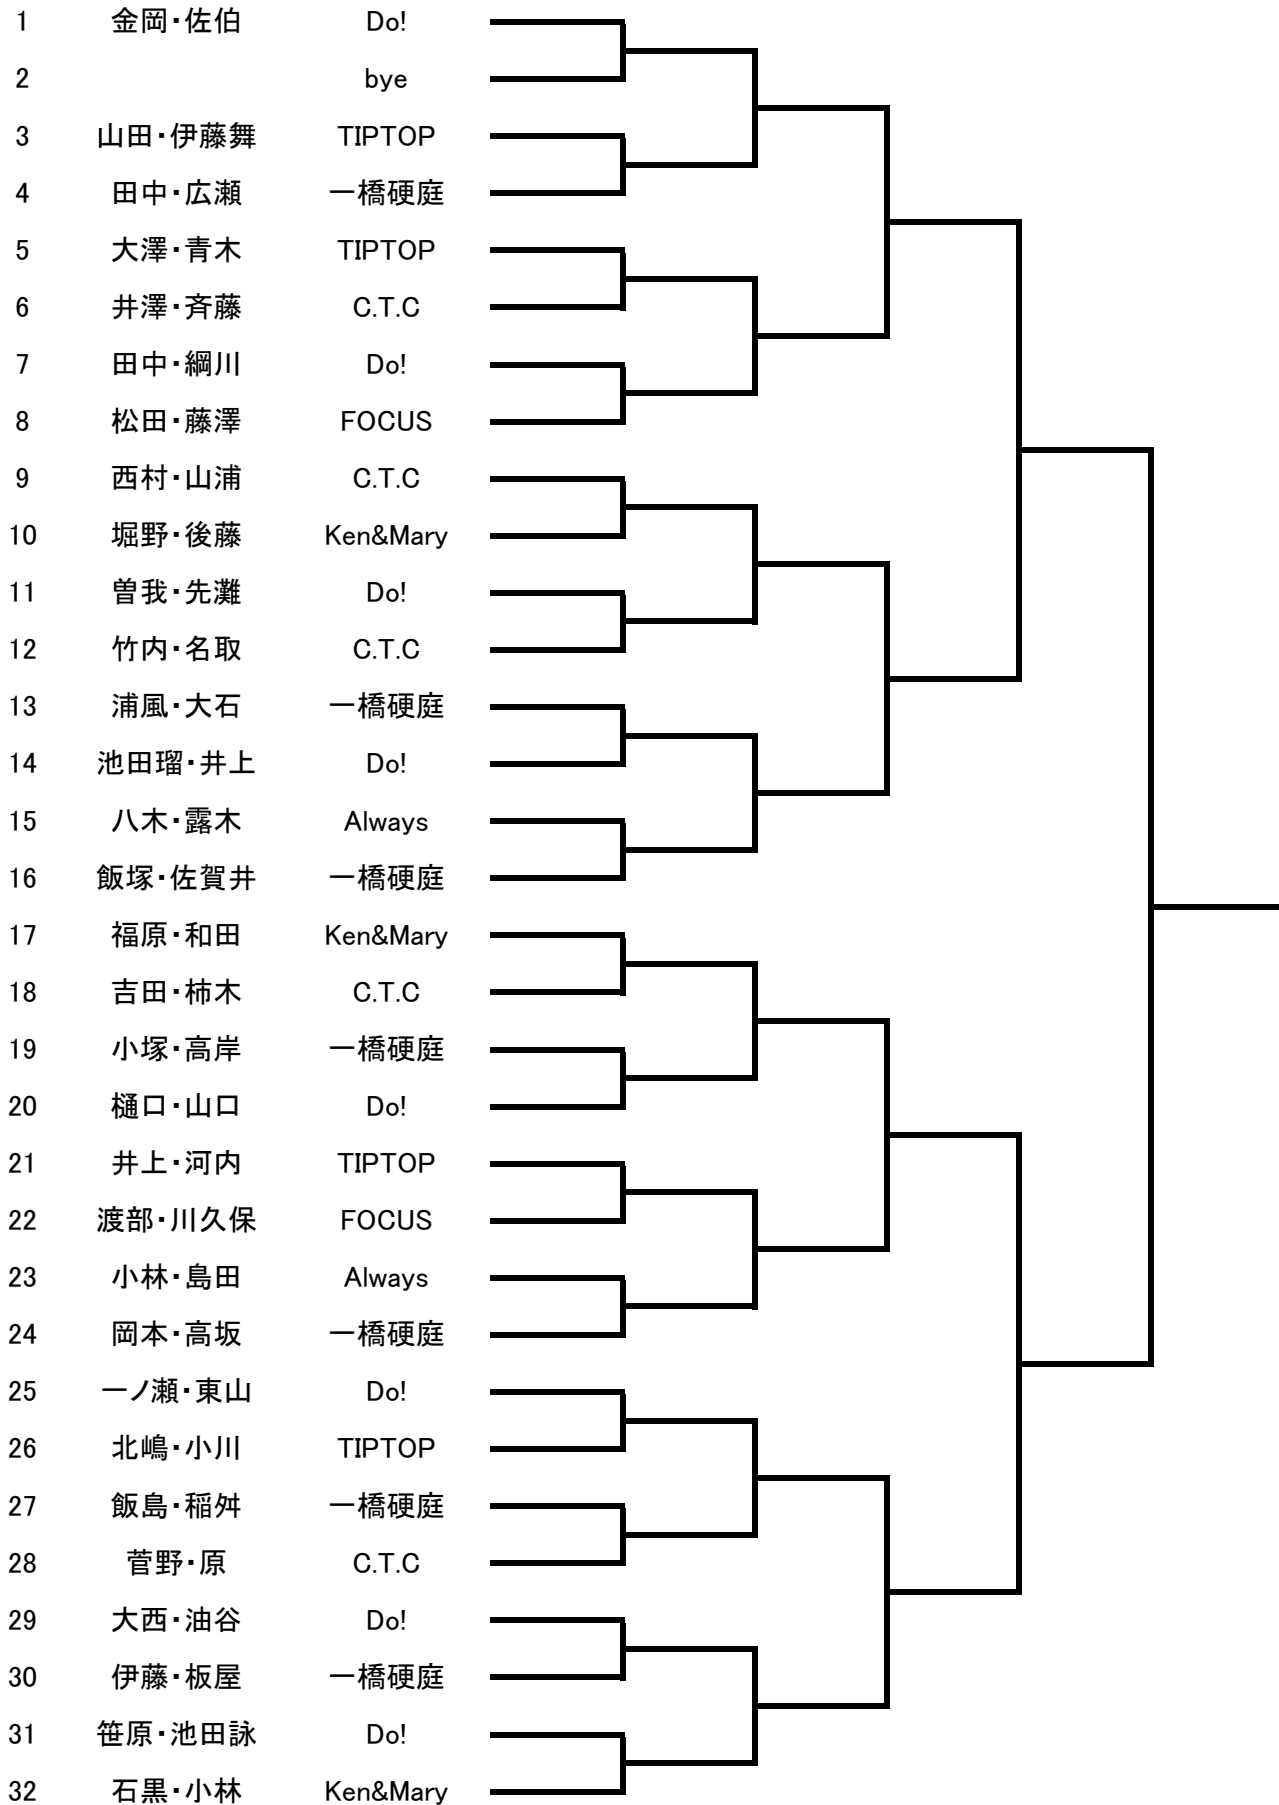 1 金岡・佐伯 Do!
2 bye
3 山田・伊藤舞 TIPTOP
4 田中・広瀬 一橋硬庭
5 大澤・青木 TIPTOP
6 井澤・斉藤 C.T.C
7 田中・綱川 Do!
8 松田・藤澤 FOCUS
9 西村・山浦 C.T.C
10 堀野・後藤 Ken&Mary
11 曽我・先灘 Do!
12 竹内・名取 C.T.C
13 浦風・大石 一橋硬庭
14 池田瑠・井上 Do!
15 八木・露木 Always
16 飯塚・佐賀井 一橋硬庭
17 福原・和田 Ken&Mary
18 吉田・柿木 C.T.C
19 小塚・高岸 一橋硬庭
20 樋口・山口 Do!
21 井上・河内 TIPTOP
22 渡部・川久保 FOCUS
23 小林・島田 Always
24 岡本・高坂 一橋硬庭
25 一ノ瀬・東山 Do!
26 北嶋・小川 TIPTOP
27 飯島・稲舛 一橋硬庭
28 菅野・原 C.T.C
29 大西・油谷 Do!
30 伊藤・板屋 一橋硬庭
31 笹原・池田詠 Do!
32 石黒・小林 Ken&Mary